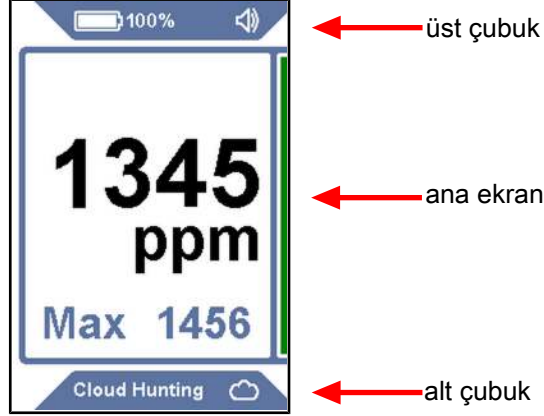 100%
üst çubuk
1345
ppm
ana ekran
Max 1456
Cloud Hunting
alt çubuk